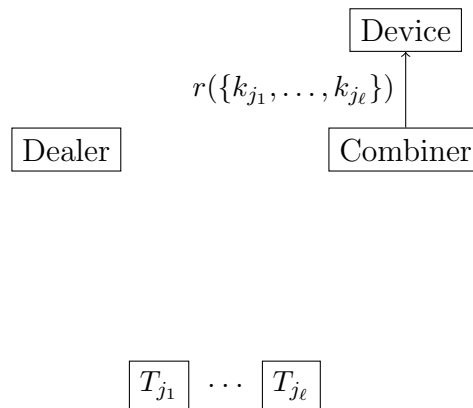 Device
r({k_{j_1}, …, k_{j_ℓ}})
Dealer
Combiner
T_{j_1} ⋯ T_{j_ℓ}